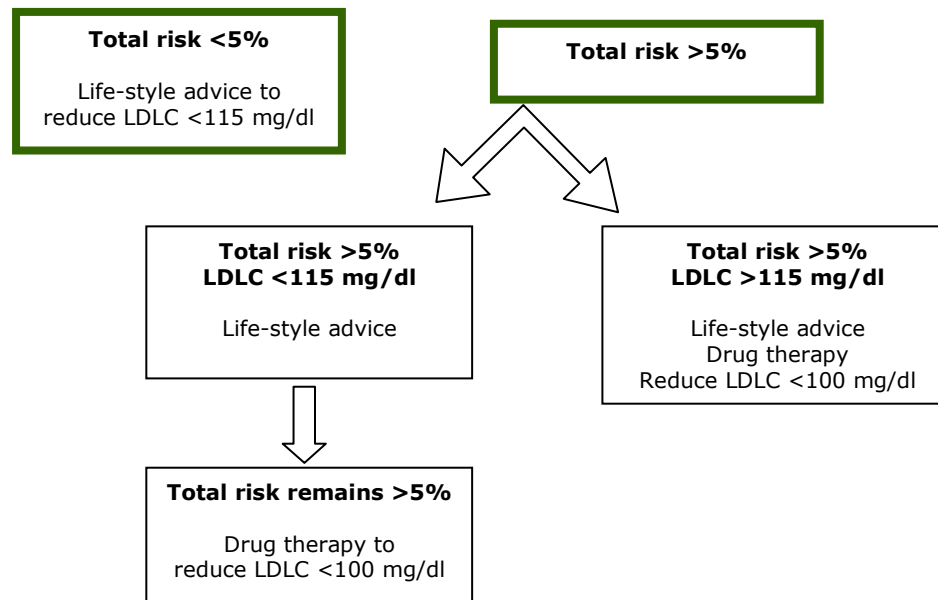 Total risk <5%
Life-style advice to
reduce LDLC <115 mg/dl
Total risk >5%
Total risk >5%
LDLC <115 mg/dl
Life-style advice
Total risk >5%
LDLC >115 mg/dl
Life-style advice
Drug therapy
Reduce LDLC <100 mg/dl
Total risk remains >5%
Drug therapy to
reduce LDLC <100 mg/dl